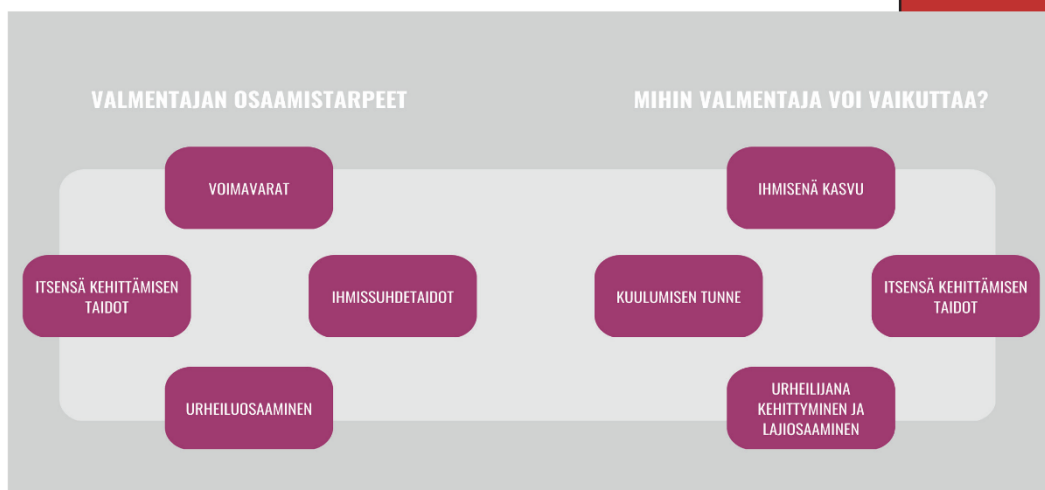 VALMENTAJAN OSAAMISTARPEET
VOIMAVARAT
ITSENSÄ KEHITTÄMISEN
TAIDOT
IHMISSUHDETAIDOT
URHEILUOSAAMINEN
MIHIN VALMENTAJA VOI VAIKUTTAA?
IHMISENÄ KASVU
KUULUMISEN TUNNE
ITSENSÄ KEHITTÄMISEN
TAIDOT
URHEILIJANA
KEHITTYMINEN JA
LAJIOSAAMINEN